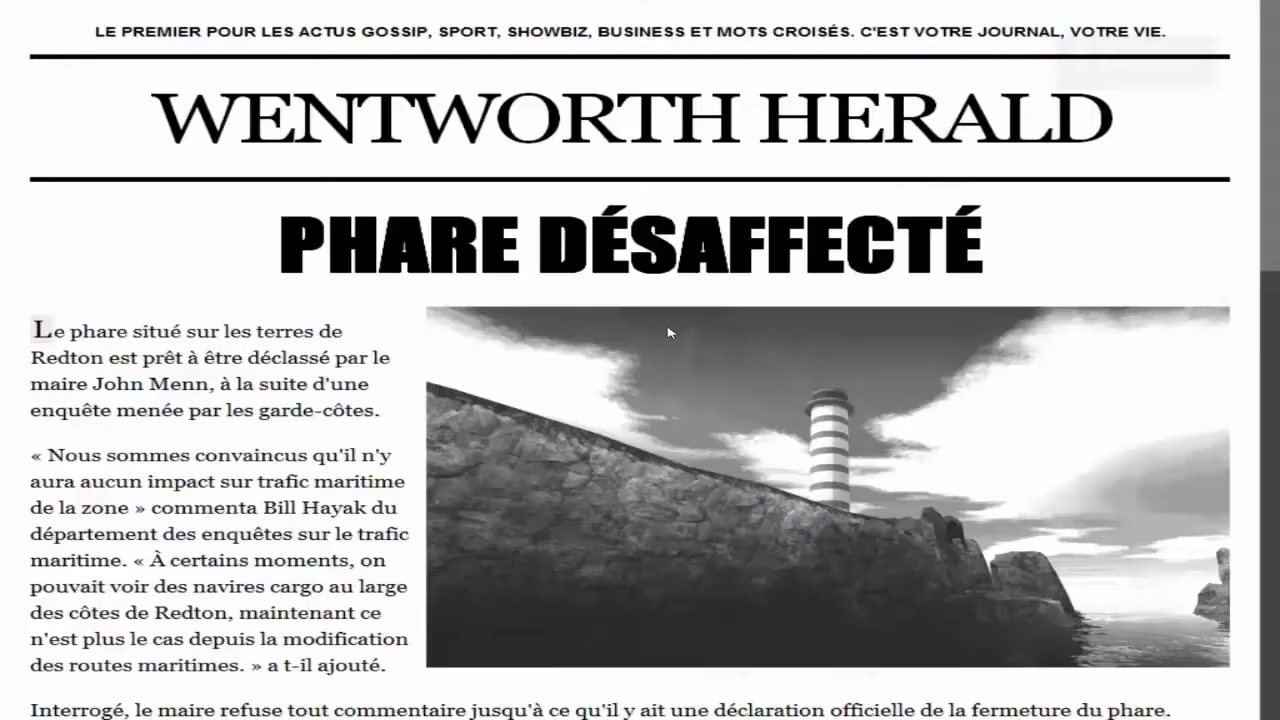 LE PREMIER POUR LES ACTUS GOSSIP, SPORT, SHOWBIZ, BUSINESS ET MOTS CROISÉS. C'EST VOTRE JOURNAL, VOTRE VIE.
WENTWORTH HERALD
PHARE DÉSAFFECTÉ
Le phare situé sur les terres de
Redton est prêt à être déclassé par le
maire John Menn, à la suite d'une
enquête menée par les garde-côtes.
« Nous sommes convaincus qu'il n'y
aura aucun impact sur trafic maritime
de la zone » commenta Bill Hayak du
département des enquêtes sur le trafic
maritime. « À certains moments, on
pouvait voir des navires cargo au large
des côtes de Redton, maintenant ce
n'est plus le cas depuis la modification
des routes maritimes. » a t-il ajouté.
Interrogé, le maire refuse tout commentaire jusqu'à ce qu'il y ait une déclaration officielle de la fermeture du phare.